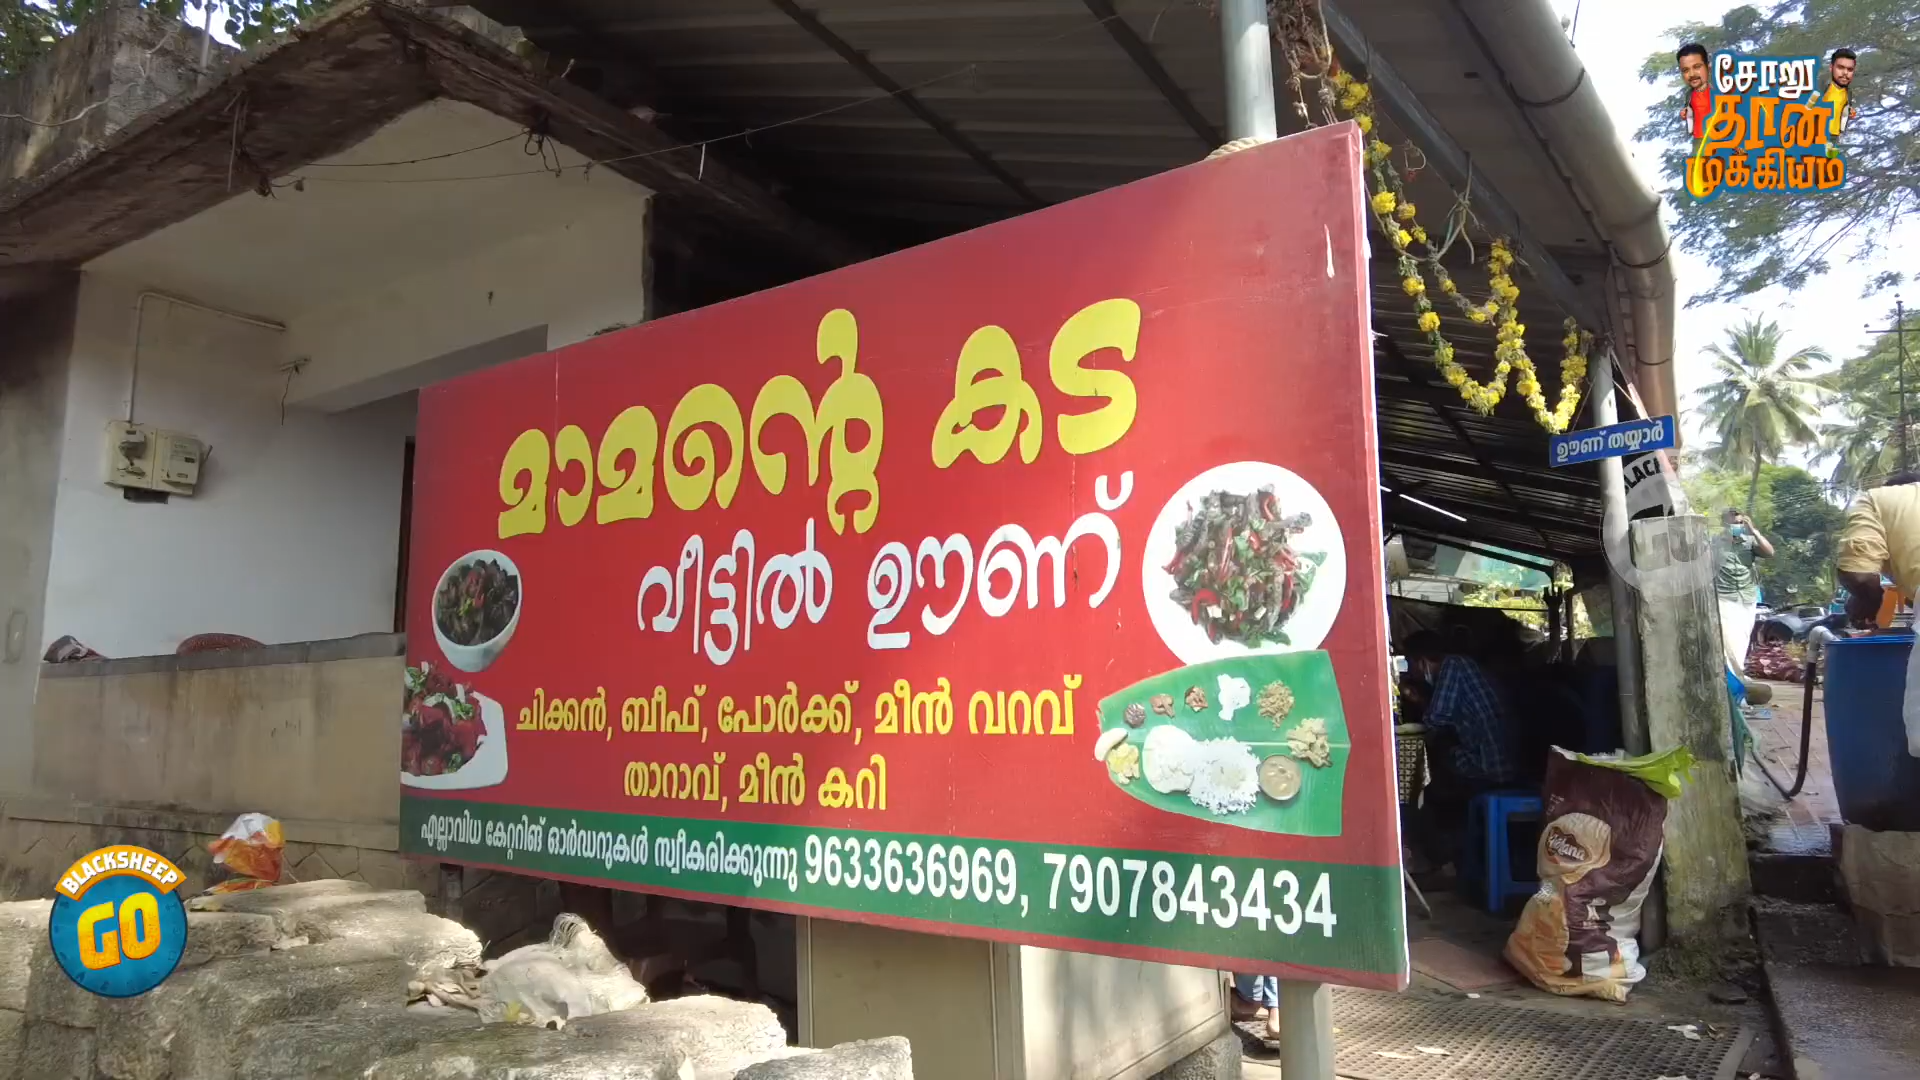 சோறு
தான்
முக்கியம்
മാമന്റെ കട
വീട്ടിൽ ഊണ്
ചിക്കൻ, ബീഫ്, പോർക്ക്, മീൻ വറവ്
താറാവ്, മീൻ കറി
എല്ലാവിധ കേറ്ററിങ് ഓർഡറുകൾ സ്വീകരിക്കുന്നു 9633636969, 7907843434
ഊണ് തയ്യാർ
BLACKSHEEP
GO